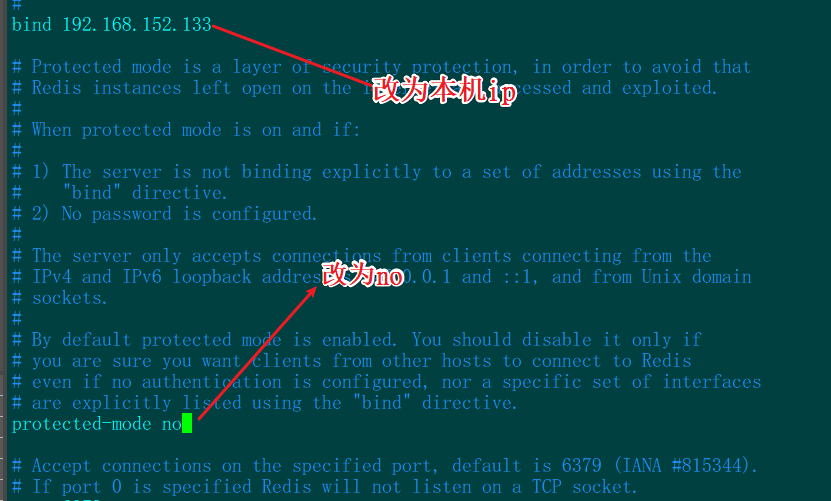 #
bind 192.168.152.133
# Protected mode is a layer of security protection, in order to avoid that
# Redis instances left open on the i
改为本机ip
cessed and exploited.
#
# When protected mode is on and if:
#
# 1) The server is not binding explicitly to a set of addresses using the
#    "bind" directive.
# 2) No password is configured.
#
# The server only accepts connections from clients connecting from the
# IPv4 and IPv6 loopback addres
改为no
0.0.1 and ::1, and from Unix domain
# sockets.
#
# By default protected mode is enabled. You should disable it only if
# you are sure you want clients from other hosts to connect to Redis
# even if no authentication is configured, nor a specific set of interfaces
# are explicitly listed using the "bind" directive.
protected-mode no
# Accept connections on the specified port, default is 6379 (IANA #815344).
# If port 0 is specified Redis will not listen on a TCP socket.